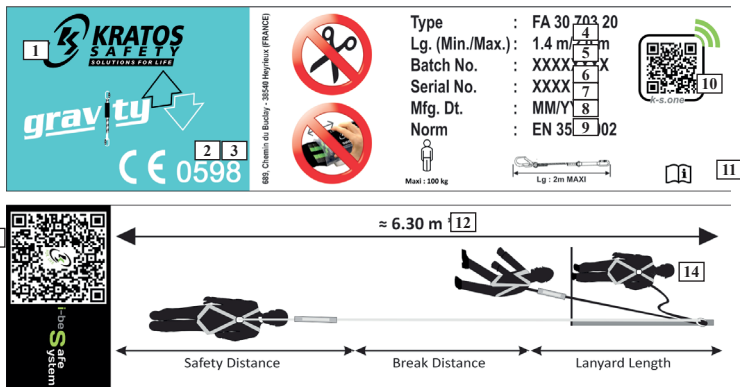 1
KRATOS
SAFETY
SOLUTIONS FOR LIFE
gravity
2 3
CE 0598
689, Chemin du Buclay - 38540 Heyrieux (FRANCE)
Type : FA 30 703 20
4
Lg. (Min./Max.) : 1.4 m/
5
Batch No. : XXXX
6
Serial No. : XXXX
7
Mfg. Dt. : MM/
8
Norm : EN 35
9
Maxi : 100 kg
Lg : 2m MAXI
k-s.one
10
i
11
≈ 6.30 m
12
14
i-beSafe
System
Safety Distance
Break Distance
Lanyard Length